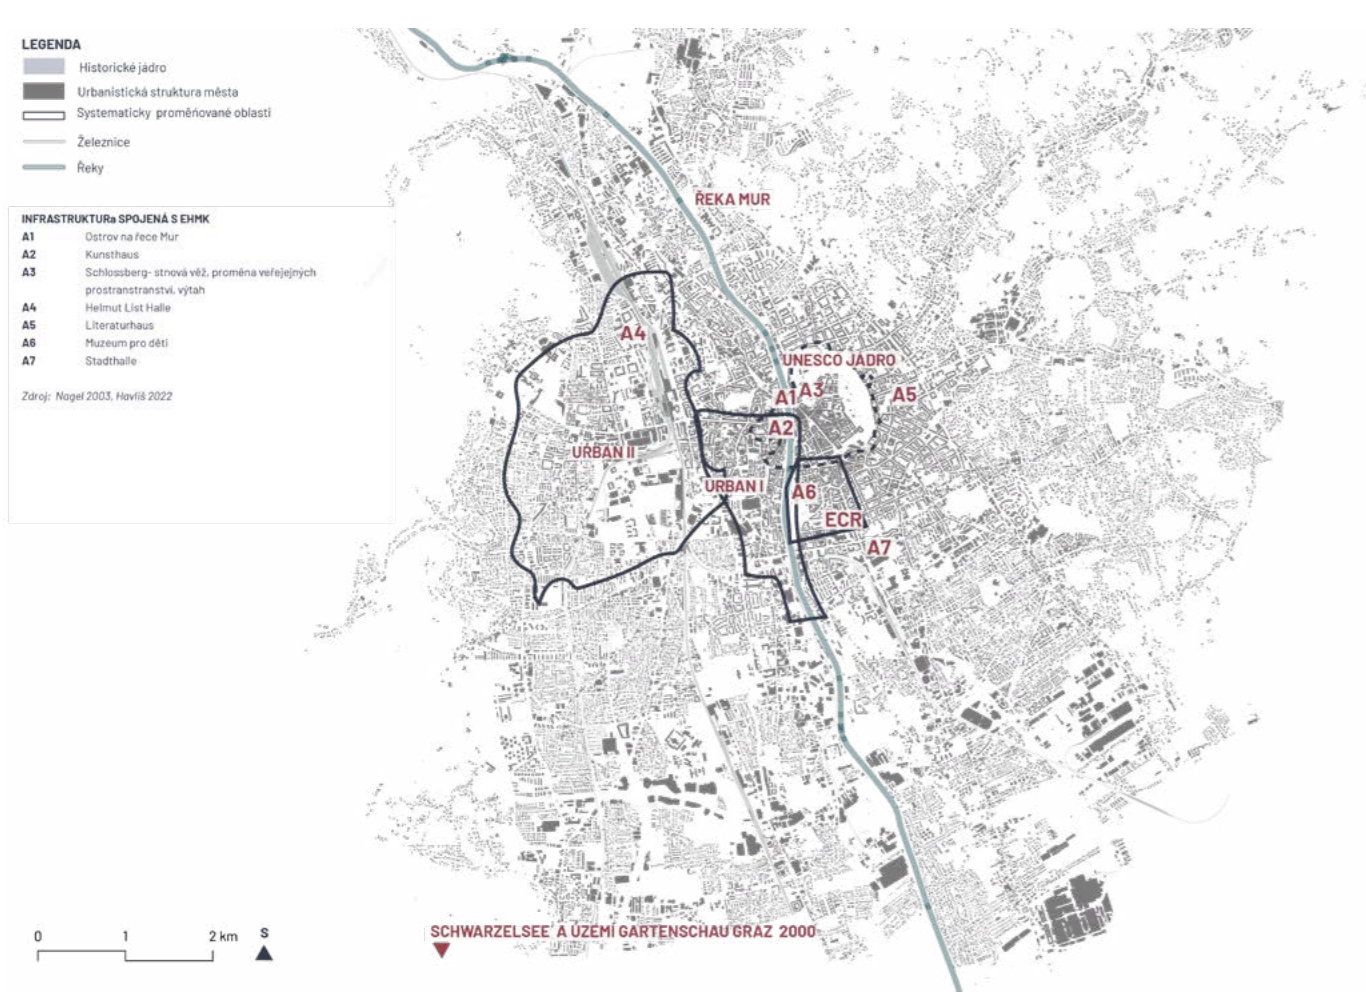 LEGENDA
Historické jádro
Urbanistická struktura města
Systematicky proměňované oblasti
Železnice
Řeky
INFRASTRUKTURa SPOJENÁ S EHMK
A1 Ostrov na řece Mur
A2 Kunsthaus
A3 Schlossberg- stnová věž, proměna veřejejných
prostranstranství, výtah
A4 Helmut List Halle
A5 Literaturhaus
A6 Muzeum pro děti
A7 Stadthalle
Zdroj: Nagel 2003, Havliš 2022
ŘEKA MUR
A4
UNESCO JÁDRO
A1 A3
A5
A2
URBAN II
URBAN I
A6
ECR
A7
SCHWARZELSEE A ÚZEMÍ GARTENSCHAU GRAZ 2000
0 1 2 km
S